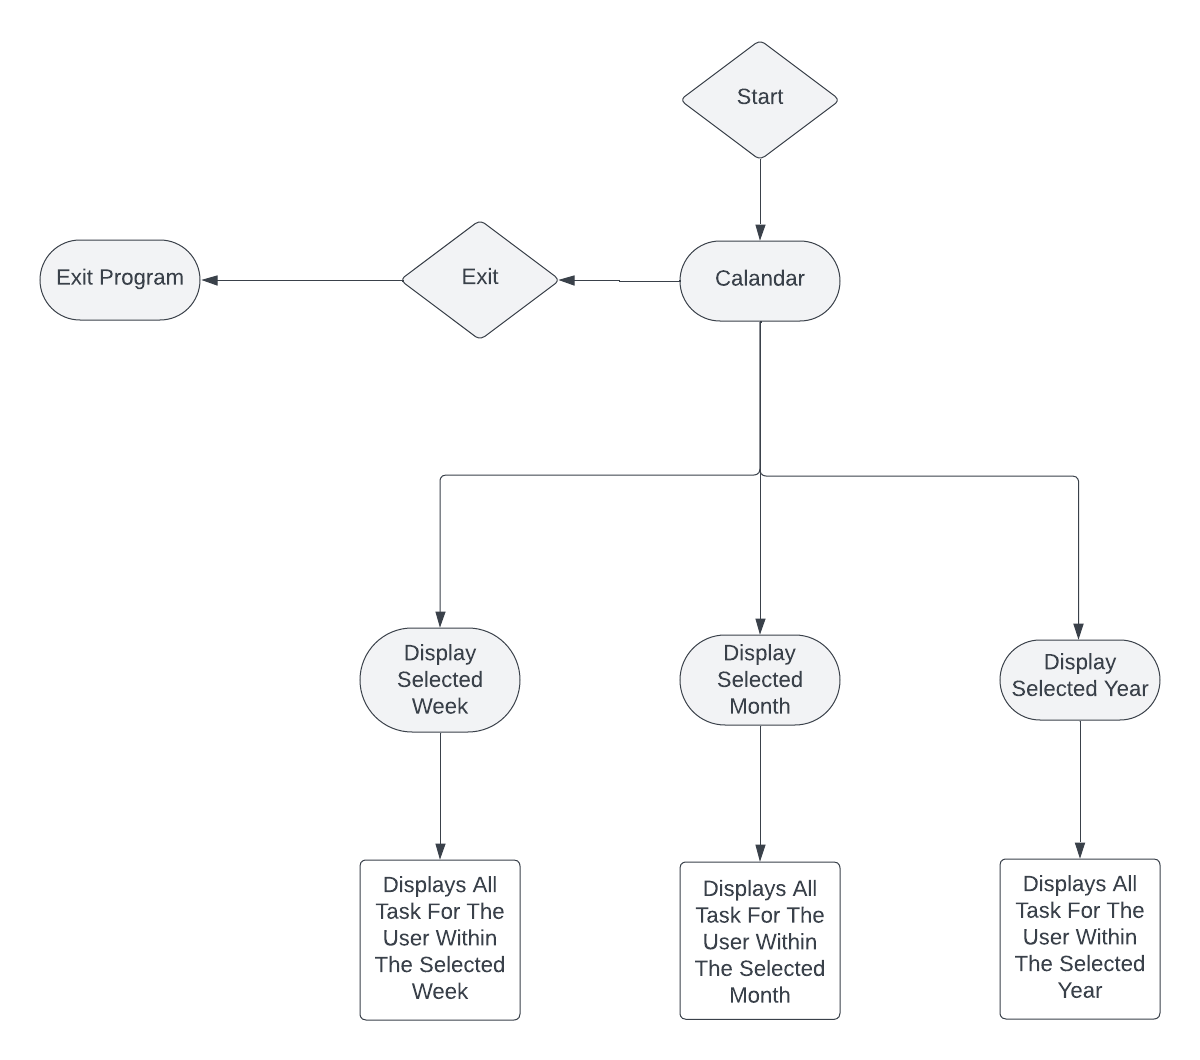 Start
Exit Program
Exit
Calandar
Display
Selected
Week
Display
Selected
Month
Display
Selected Year
Displays All
Task For The
User Within
The Selected
Week
Displays All
Task For The
User Within
The Selected
Month
Displays All
Task For The
User Within
The Selected
Year